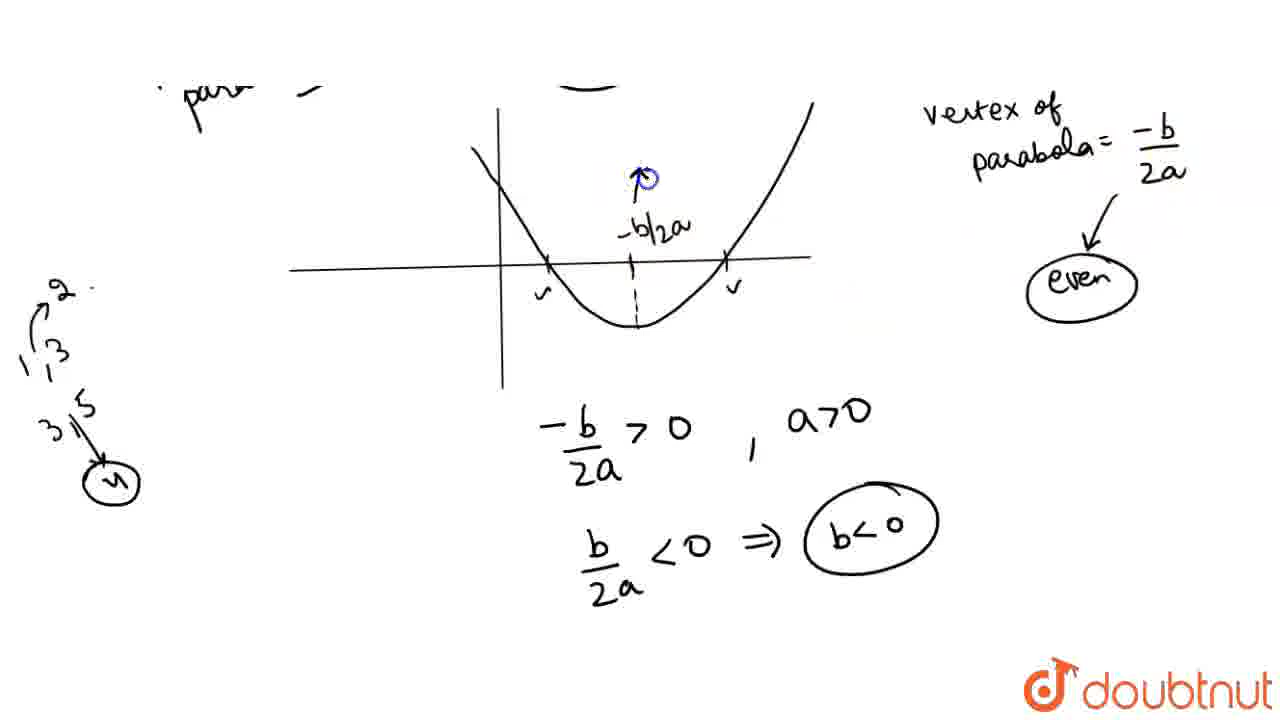 para
vertex of
parabola = -b/2a
even
-b/2a
2
1, 3
3, 5
4
-b/2a > 0 , a>0
b/2a < 0 ⇒ b<0
doubtnut